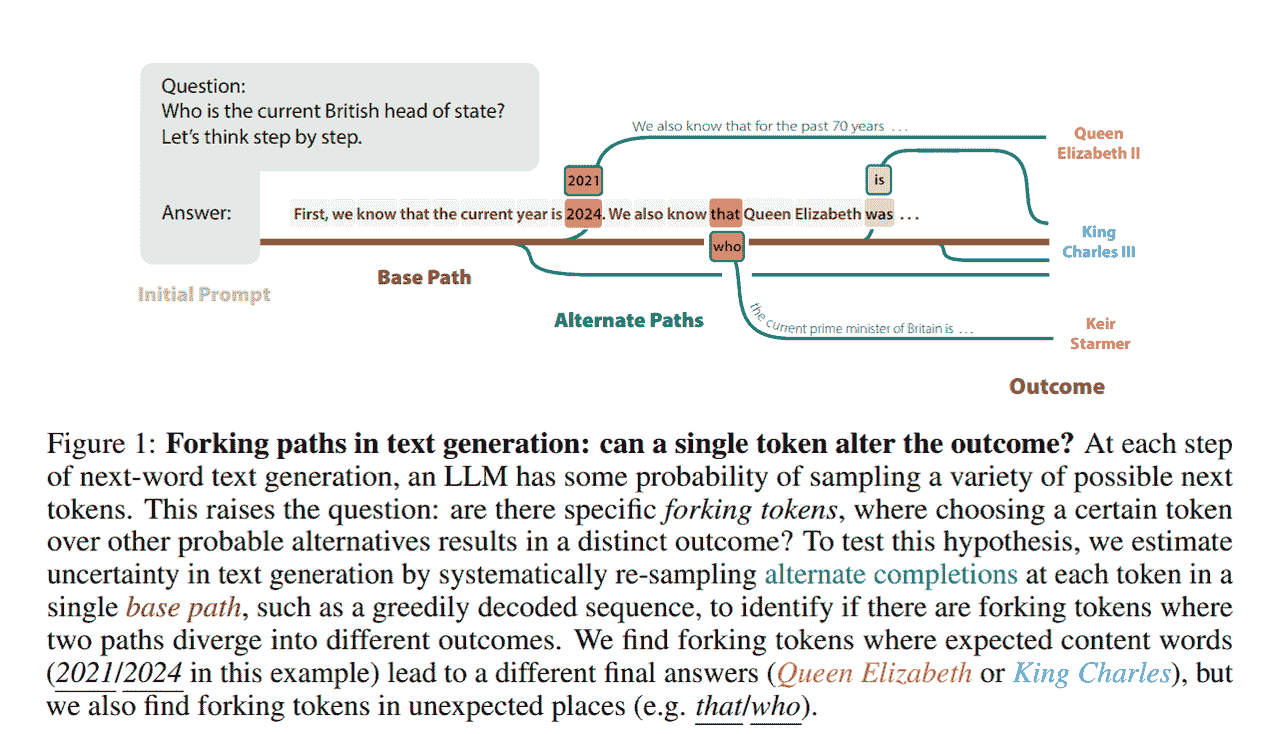 Question:
Who is the current British head of state?
Let's think step by step.
We also know that for the past 70 years ...
Queen
Elizabeth II
2021
is
Answer:
First, we know that the current year is 2024. We also know that Queen Elizabeth was ...
who
King
Charles III
Base Path
Initial Prompt
Alternate Paths
the current prime minister of Britain is ...
Keir
Starmer
Outcome
Figure 1: Forking paths in text generation: can a single token alter the outcome? At each step
of next-word text generation, an LLM has some probability of sampling a variety of possible next
tokens. This raises the question: are there specific forking tokens, where choosing a certain token
over other probable alternatives results in a distinct outcome? To test this hypothesis, we estimate
uncertainty in text generation by systematically re-sampling alternate completions at each token in a
single base path, such as a greedily decoded sequence, to identify if there are forking tokens where
two paths diverge into different outcomes. We find forking tokens where expected content words
(2021/2024 in this example) lead to a different final answers (Queen Elizabeth or King Charles), but
we also find forking tokens in unexpected places (e.g. that/who).